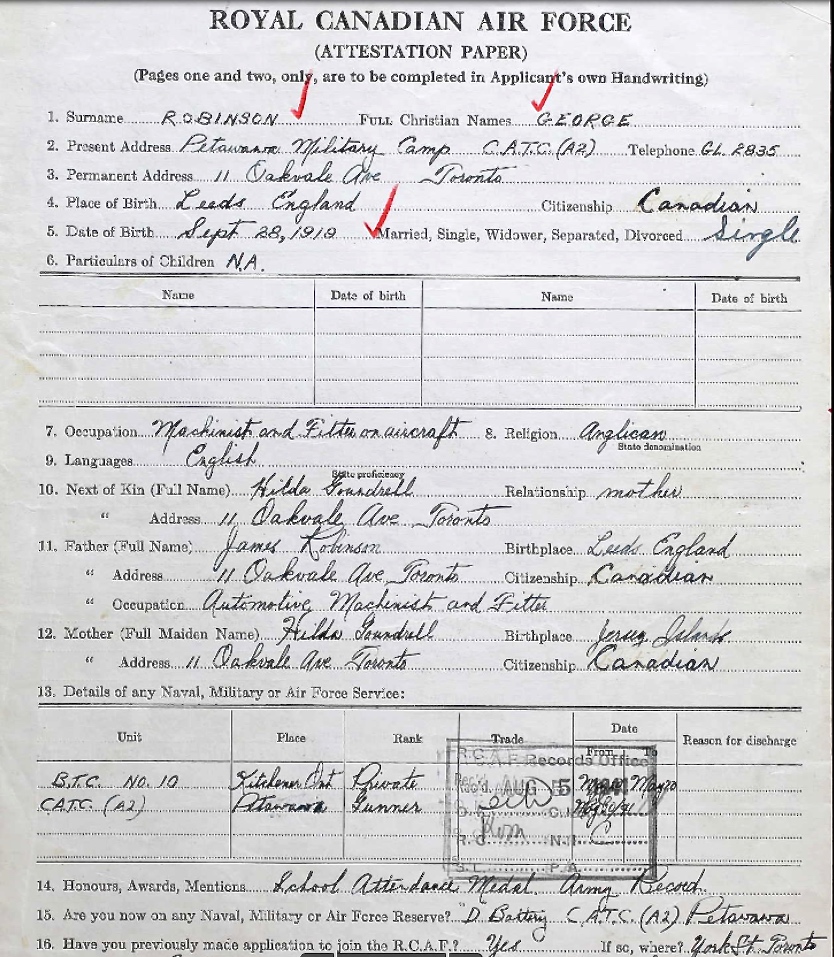 ROYAL CANADIAN AIR FORCE
(ATTESTATION PAPER)
(Pages one and two, only, are to be completed in Applicant's own Handwriting)
1. Surname ROBINSON Full Christian Names GEORGE
2. Present Address Petawawa Military Camp C.A.T.C. (A2) Telephone GL. 2835
3. Permanent Address 11 Oakvale Ave Toronto
4. Place of Birth Leeds England Citizenship Canadian
5. Date of Birth Sept 28, 1919 Married, Single, Widower, Separated, Divorced Single
6. Particulars of Children N.A.
Name Date of birth Name Date of birth
7. Occupation Machinist and Fitter on aircraft 8. Religion Anglican
State denomination
9. Languages English
State proficiency
10. Next of Kin (Full Name) Hilda Goundrell Relationship mother
" Address 11 Oakvale Ave Toronto
11. Father (Full Name) James Robinson Birthplace Leeds England
" Address 11 Oakvale Ave Toronto Citizenship Canadian
" Occupation Automotive Machinist and Fitter
12. Mother (Full Maiden Name) Hilda Goundrell Birthplace Jersey Islands
" Address 11 Oakvale Ave Toronto Citizenship Canadian
13. Details of any Naval, Military or Air Force Service:
Unit Place Rank Trade Date Reason for discharge
From To
R.C.A.F. Records Office
B.T.C. No. 10 Kitchener Ont Private
Rec'd. AUG 5 1941
C.A.T.C. (A2) Petawawa Gunner
14. Honours, Awards, Mentions School Attendance Medal Army Record.
15. Are you now on any Naval, Military or Air Force Reserve? "D Battery C.A.T.C. (A2) Petawawa
16. Have you previously made application to join the R.C.A.F.? Yes If so, where? York St. Toronto